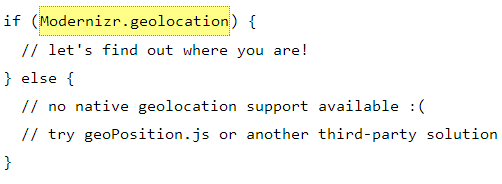 if (Modernizr.geolocation) {
  // let's find out where you are!
} else {
  // no native geolocation support available :(
  // try geoPosition.js or another third-party solution
}